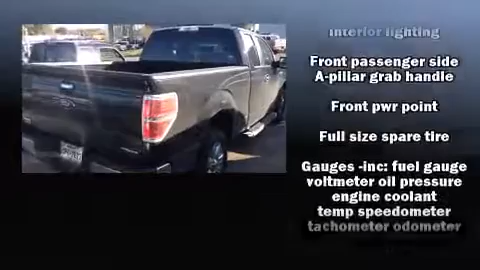 interior lighting
Front passenger side
A-pillar grab handle
Front pwr point
Full size spare tire
Gauges -inc: fuel gauge
voltmeter oil pressure
engine coolant
temp speedometer
tachometer odometer